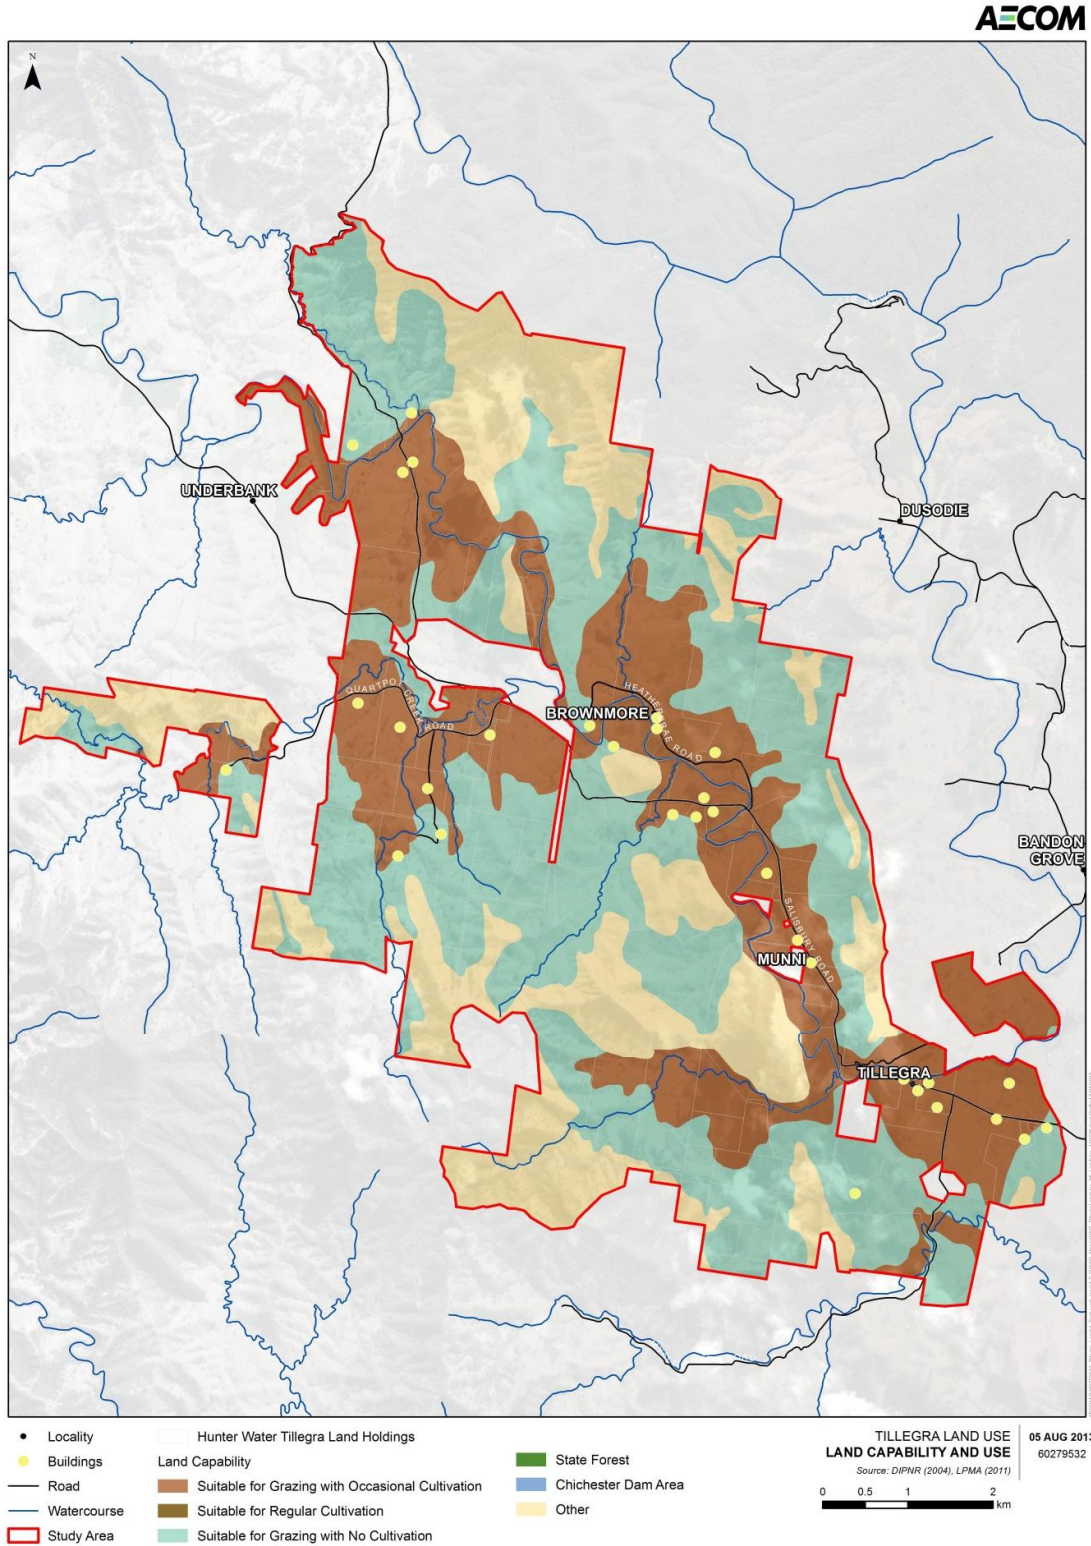 AECOM
N
UNDERBANK
DUSODIE
QUARTPOT CREEK ROAD
BROWNMORE
HEATHERBRAE ROAD
BANDON
GROVE
SALISBURY ROAD
MUNNI
TILLEGRA
Locality
Buildings
Road
Watercourse
Study Area
Hunter Water Tillegra Land Holdings
Land Capability
Suitable for Grazing with Occasional Cultivation
Suitable for Regular Cultivation
Suitable for Grazing with No Cultivation
State Forest
Chichester Dam Area
Other
TILLEGRA LAND USE
LAND CAPABILITY AND USE
Source: DIPNR (2004), LPMA (2011)
0 0.5 1 2
km
05 AUG 2013
60279532